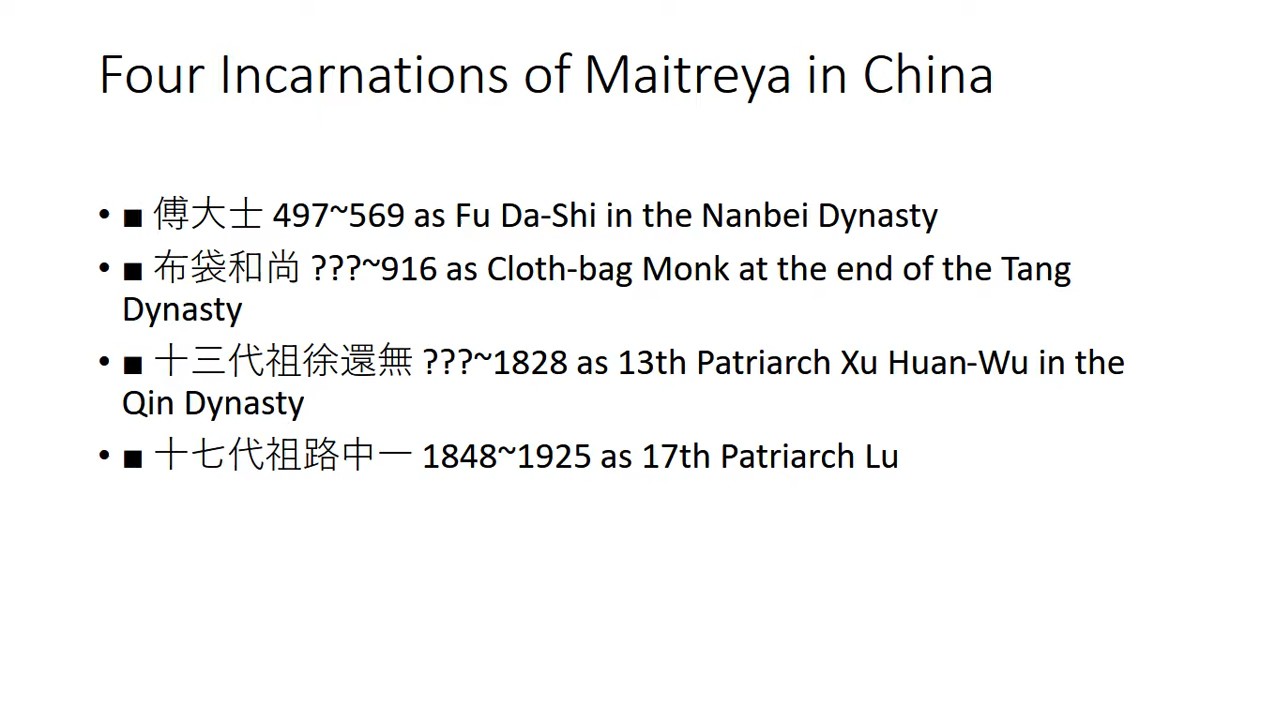 Four Incarnations of Maitreya in China
• ■ 傅大士 497~569 as Fu Da-Shi in the Nanbei Dynasty
• ■ 布袋和尚 ???~916 as Cloth-bag Monk at the end of the Tang
Dynasty
• ■ 十三代祖徐還無 ???~1828 as 13th Patriarch Xu Huan-Wu in the
Qin Dynasty
• ■ 十七代祖路中一 1848~1925 as 17th Patriarch Lu